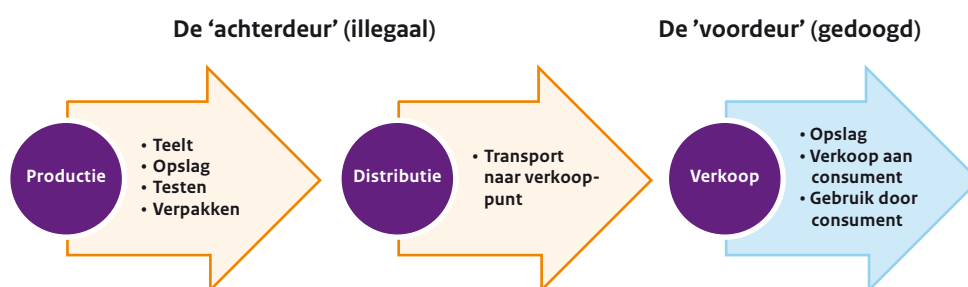 De ‘achterdeur’ (illegaal)
De ’voordeur’ (gedoogd)
Productie
• Teelt
• Opslag
• Testen
• Verpakken
Distributie
• Transport
naar verkoop-
punt
Verkoop
• Opslag
• Verkoop aan
consument
• Gebruik door
consument